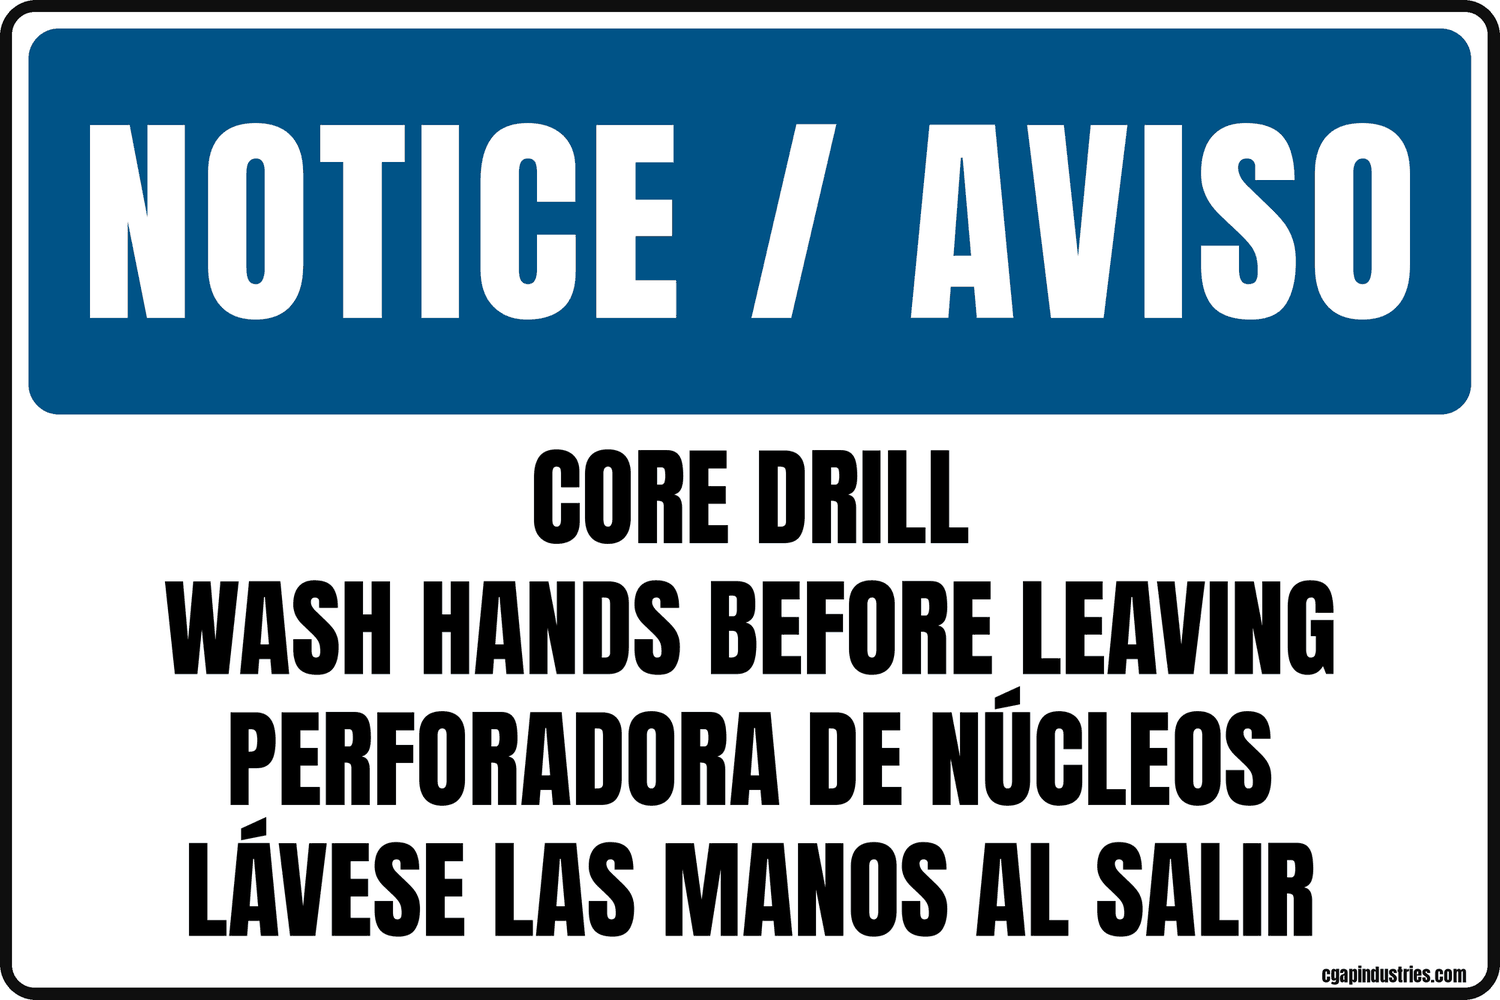 NOTICE / AVISO
CORE DRILL
WASH HANDS BEFORE LEAVING
PERFORADORA DE NÚCLEOS
LÁVESE LAS MANOS AL SALIR
cgapindustries.com